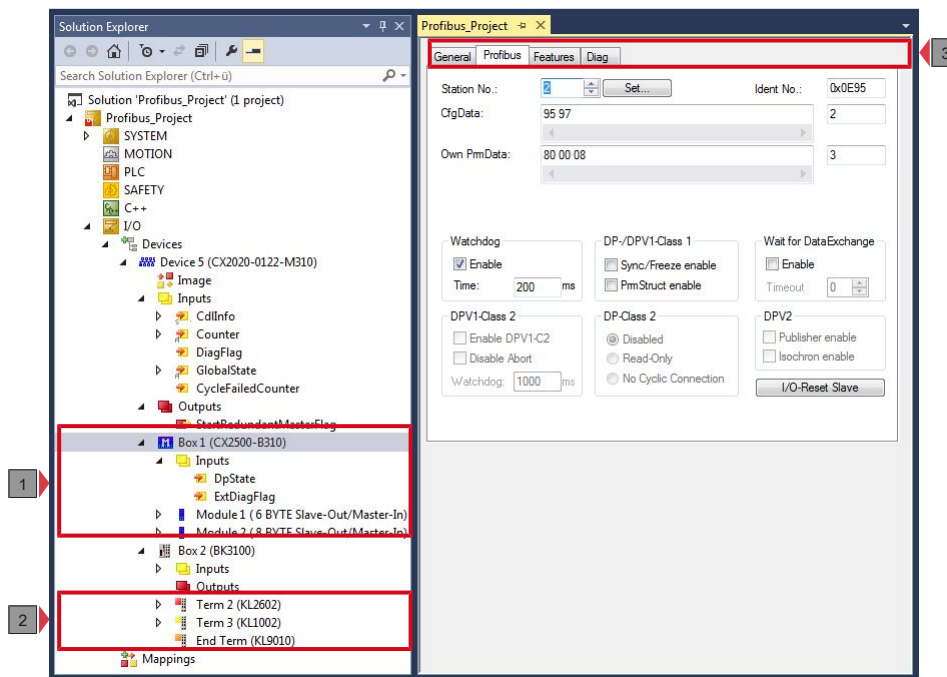 Solution Explorer
Search Solution Explorer (Ctrl+ü)
Solution 'Profibus_Project' (1 project)
Profibus_Project
SYSTEM
MOTION
PLC
SAFETY
C++
I/O
Devices
Device 5 (CX2020-0122-M310)
Image
Inputs
CdlInfo
Counter
DiagFlag
GlobalState
CycleFailedCounter
Outputs
StartRedundantMasterFlag
Box 1 (CX2500-B310)
Inputs
DpState
ExtDiagFlag
Module 1 ( 6 BYTE Slave-Out/Master-In)
Module 2 ( 8 BYTE Slave-Out/Master-In)
Box 2 (BK3100)
Inputs
Outputs
Term 2 (KL2602)
Term 3 (KL1002)
End Term (KL9010)
Mappings
1
2
Profibus_Project
General Profibus Features Diag
3
Station No.: 2 Set... Ident No.: 0x0E95
CfgData: 95 97 2
Own PrmData: 80 00 08 3
Watchdog
Enable
Time: 200 ms
DP-/DPV1-Class 1
Sync/Freeze enable
PrmStruct enable
Wait for DataExchange
Enable
Timeout 0
DPV1-Class 2
Enable DPV1-C2
Disable Abort
Watchdog: 1000 ms
DP-Class 2
Disabled
Read-Only
No Cyclic Connection
DPV2
Publisher enable
Isochron enable
I/O-Reset Slave